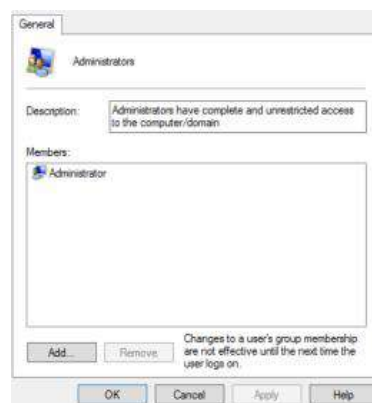 General
Administrators
Description:
Administrators have complete and unrestricted access
to the computer/domain
Members:
Administrator
Changes to a user's group membership
are not effective until the next time the
user logs on.
Add...
Remove
OK
Cancel
Apply
Help